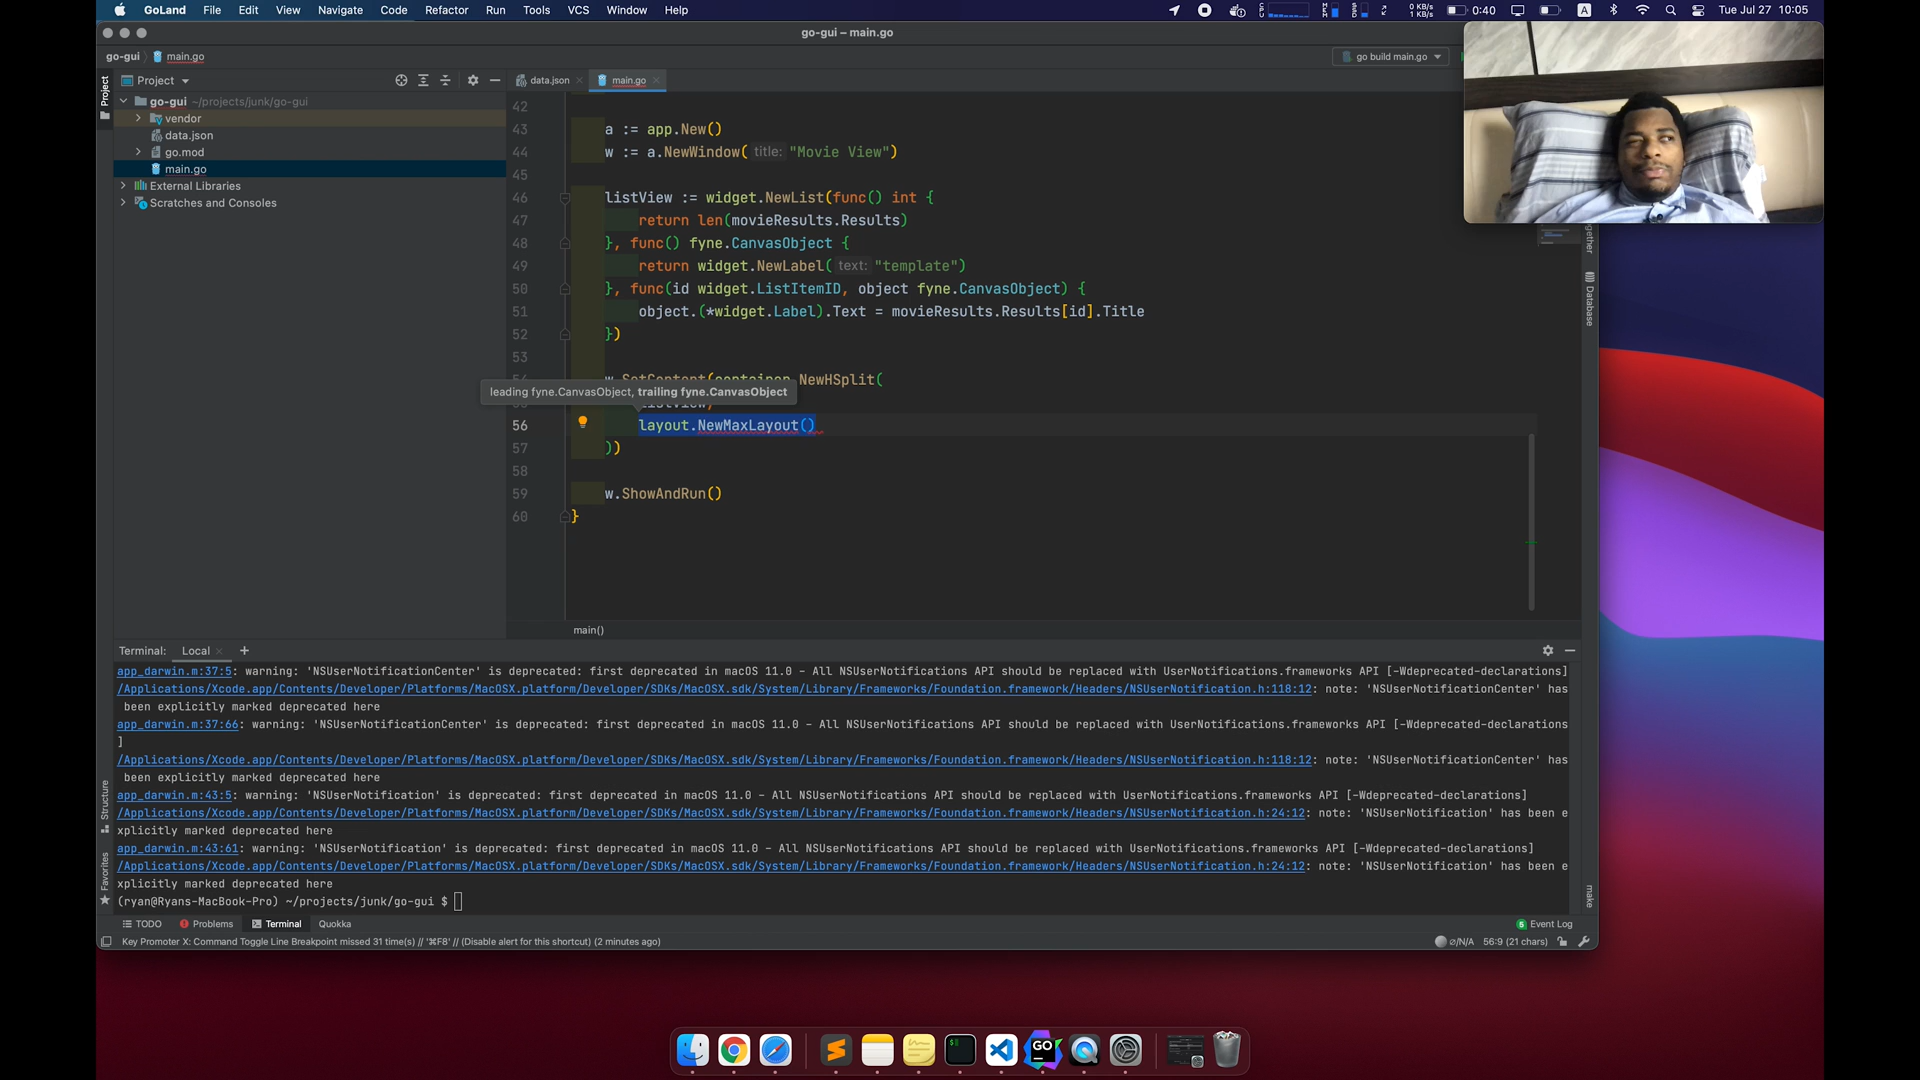 GoLand File Edit View Navigate Code Refactor Run Tools VCS Window Help
0 KB/s
1 KB/s
0:40
A
Tue Jul 27 10:05
go-gui – main.go
go-gui
main.go
go build main.go
Project
Project
data.json
main.go
go-gui ~/projects/junk/go-gui
vendor
data.json
go.mod
main.go
External Libraries
Scratches and Consoles
42
43 a := app.New()
44 w := a.NewWindow( title: "Movie View")
45
46 listView := widget.NewList(func() int {
47 return len(movieResults.Results)
48 }, func() fyne.CanvasObject {
49 return widget.NewLabel( text: "template")
50 }, func(id widget.ListItemID, object fyne.CanvasObject) {
51 object.(*widget.Label).Text = movieResults.Results[id].Title
52 })
53
NewHSplit(
leading fyne.CanvasObject, trailing fyne.CanvasObject
56 layout.NewMaxLayout()
57 ))
58
59 w.ShowAndRun()
60 }
main()
Database
make
Structure
Favorites
Terminal: Local
app_darwin.m:37:5: warning: 'NSUserNotificationCenter' is deprecated: first deprecated in macOS 11.0 - All NSUserNotifications API should be replaced with UserNotifications.frameworks API [-Wdeprecated-declarations]
/Applications/Xcode.app/Contents/Developer/Platforms/MacOSX.platform/Developer/SDKs/MacOSX.sdk/System/Library/Frameworks/Foundation.framework/Headers/NSUserNotification.h:118:12: note: 'NSUserNotificationCenter' has
been explicitly marked deprecated here
app_darwin.m:37:66: warning: 'NSUserNotificationCenter' is deprecated: first deprecated in macOS 11.0 - All NSUserNotifications API should be replaced with UserNotifications.frameworks API [-Wdeprecated-declarations
]
/Applications/Xcode.app/Contents/Developer/Platforms/MacOSX.platform/Developer/SDKs/MacOSX.sdk/System/Library/Frameworks/Foundation.framework/Headers/NSUserNotification.h:118:12: note: 'NSUserNotificationCenter' has
been explicitly marked deprecated here
app_darwin.m:43:5: warning: 'NSUserNotification' is deprecated: first deprecated in macOS 11.0 - All NSUserNotifications API should be replaced with UserNotifications.frameworks API [-Wdeprecated-declarations]
/Applications/Xcode.app/Contents/Developer/Platforms/MacOSX.platform/Developer/SDKs/MacOSX.sdk/System/Library/Frameworks/Foundation.framework/Headers/NSUserNotification.h:24:12: note: 'NSUserNotification' has been e
xplicitly marked deprecated here
app_darwin.m:43:61: warning: 'NSUserNotification' is deprecated: first deprecated in macOS 11.0 - All NSUserNotifications API should be replaced with UserNotifications.frameworks API [-Wdeprecated-declarations]
/Applications/Xcode.app/Contents/Developer/Platforms/MacOSX.platform/Developer/SDKs/MacOSX.sdk/System/Library/Frameworks/Foundation.framework/Headers/NSUserNotification.h:24:12: note: 'NSUserNotification' has been e
xplicitly marked deprecated here
(ryan@Ryans-MacBook-Pro) ~/projects/junk/go-gui $
TODO Problems Terminal Quokka
5 Event Log
Key Promoter X: Command Toggle Line Breakpoint missed 31 time(s) // '⌘F8' // (Disable alert for this shortcut) (2 minutes ago)
⌀/N/A 56:9 (21 chars)
GO